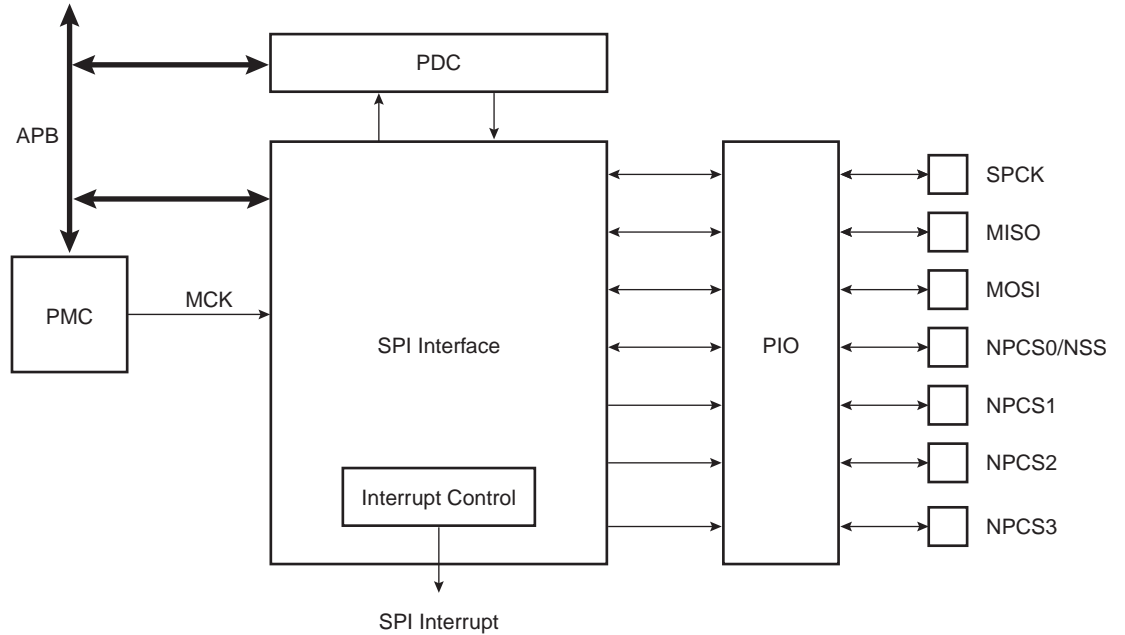 PDC
APB
SPCK
MISO
MCK
MOSI
PMC
SPI Interface
PIO
NPCS0/NSS
NPCS1
NPCS2
Interrupt Control
NPCS3
SPI Interrupt